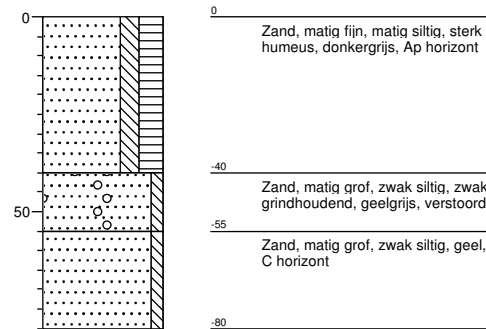 0
0
Zand, matig fijn, matig siltig, sterk
humeus, donkergrijs, Ap horizont
-40
Zand, matig grof, zwak siltig, zwak
grindhoudend, geelgrijs, verstoord
50
-55
Zand, matig grof, zwak siltig, geel,
C horizont
-80